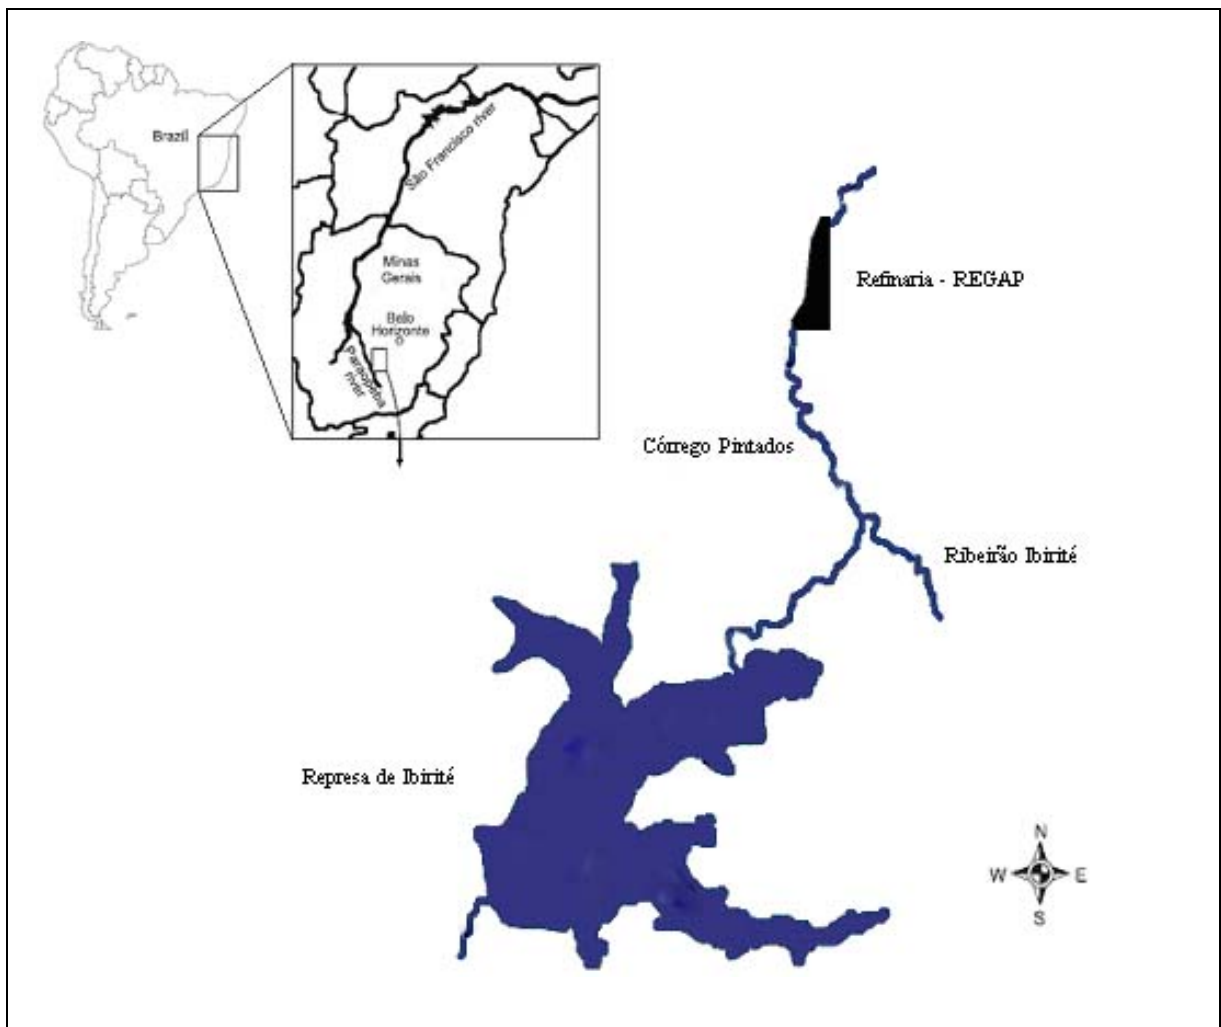 Brazil
São Francisco river
Minas
Gerais
Belo
Horizonte
Paraopeba
river
Refinaria - REGAP
Córrego Pintados
Ribeirão Ibirité
Represa de Ibirité
N
W
E
S